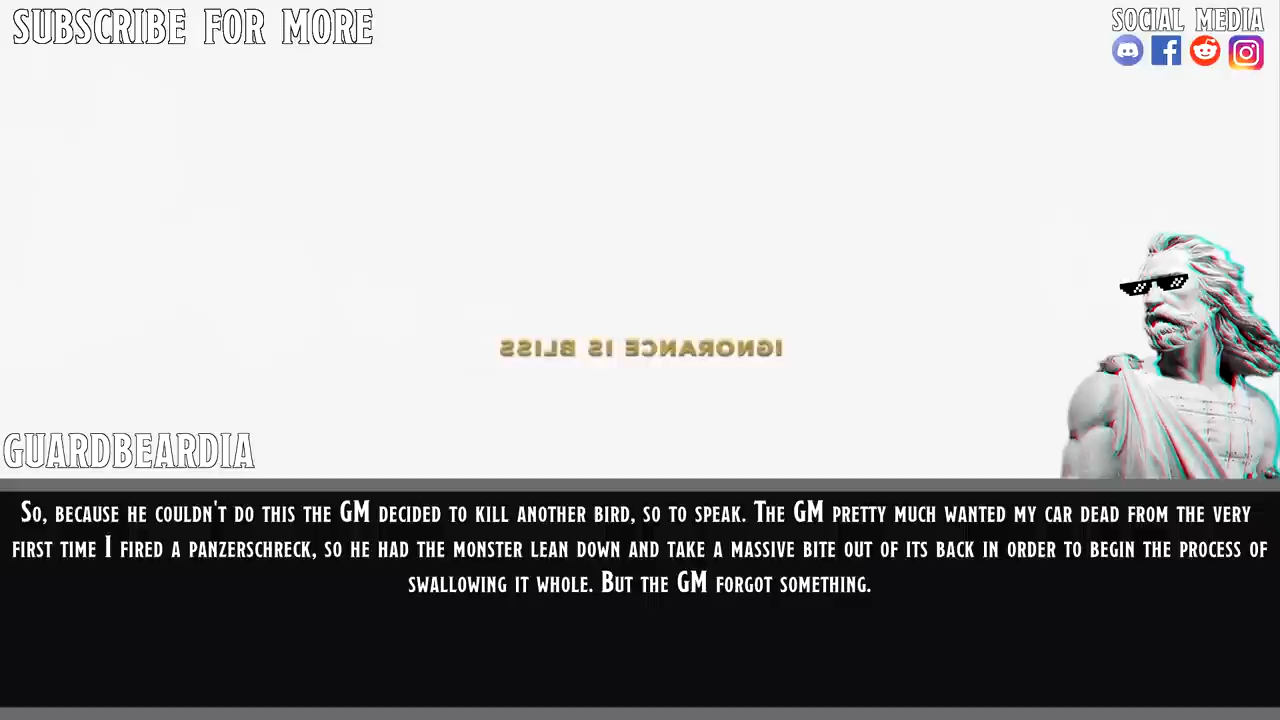 SUBSCRIBE FOR MORE
SOCIAL MEDIA
IGNORANCE IS BLISS
GUARDBEARDIA
So, because he couldn't do this the GM decided to kill another bird, so to speak. The GM pretty much wanted my car dead from the very
first time I fired a panzerschreck, so he had the monster lean down and take a massive bite out of its back in order to begin the process of
swallowing it whole. But the GM forgot something.